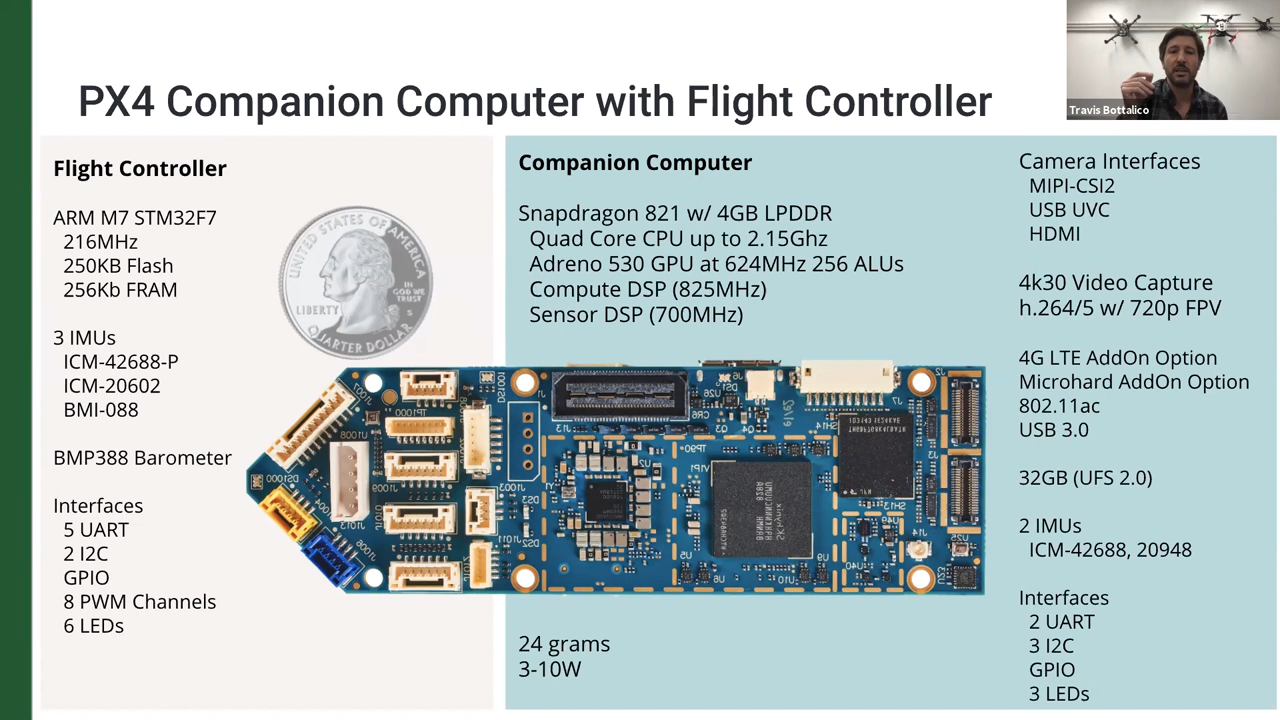 PX4 Companion Computer with Flight Controller
Travis Bottalico
Flight Controller
ARM M7 STM32F7
216MHz
250KB Flash
256Kb FRAM
3 IMUs
ICM-42688-P
ICM-20602
BMI-088
BMP388 Barometer
Interfaces
5 UART
2 I2C
GPIO
8 PWM Channels
6 LEDs
UNITED STATES OF AMERICA
LIBERTY
IN
GOD WE
TRUST
QUARTER DOLLAR
Companion Computer
Snapdragon 821 w/ 4GB LPDDR
Quad Core CPU up to 2.15Ghz
Adreno 530 GPU at 624MHz 256 ALUs
Compute DSP (825MHz)
Sensor DSP (700MHz)
24 grams
3-10W
Camera Interfaces
MIPI-CSI2
USB UVC
HDMI
4k30 Video Capture
h.264/5 w/ 720p FPV
4G LTE AddOn Option
Microhard AddOn Option
802.11ac
USB 3.0
32GB (UFS 2.0)
2 IMUs
ICM-42688, 20948
Interfaces
2 UART
3 I2C
GPIO
3 LEDs